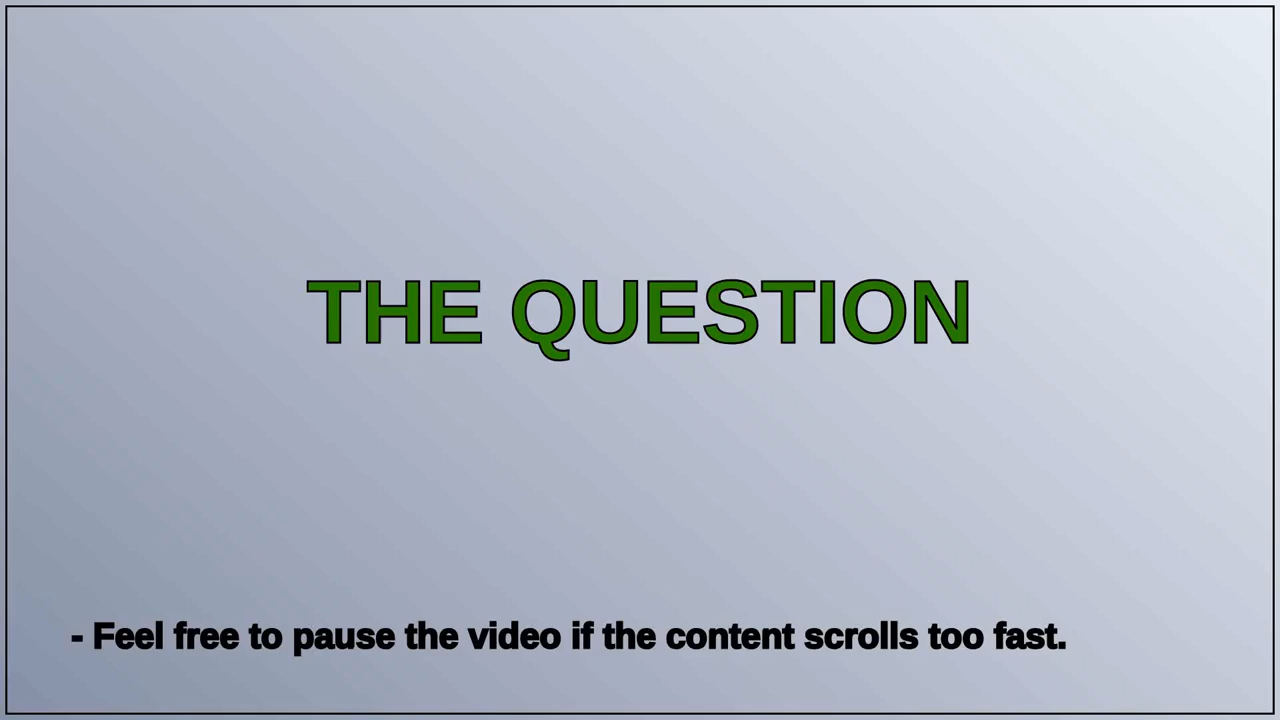 THE QUESTION
- Feel free to pause the video if the content scrolls too fast.